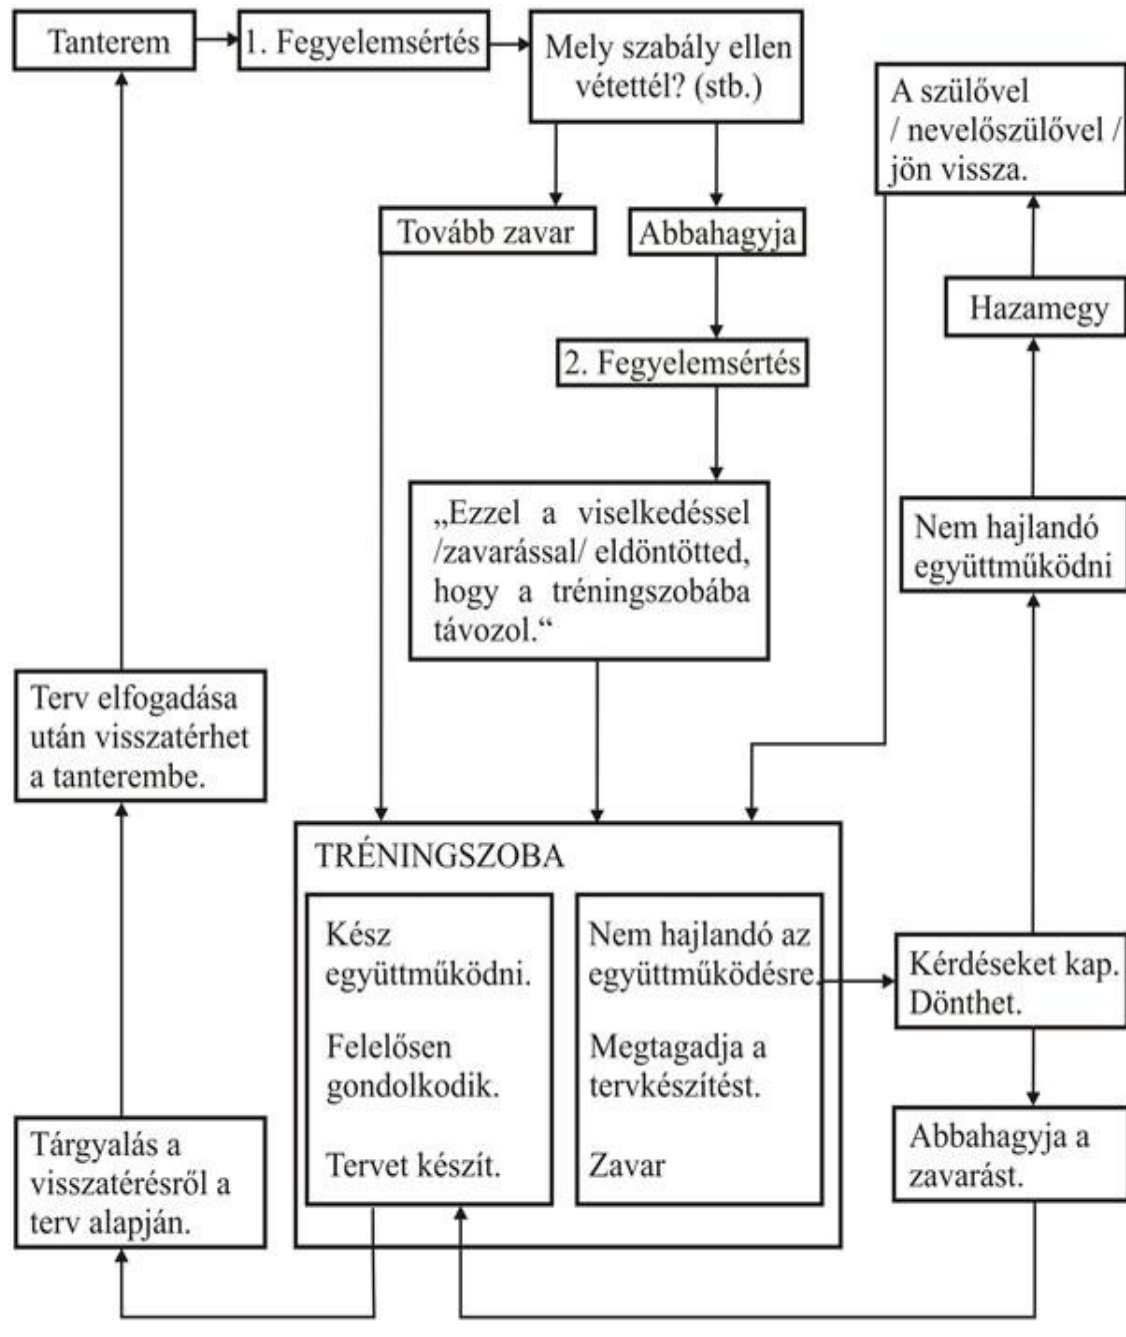 Tanterem
1. Fegyelemsértés
Mely szabály ellen
vétettél? (stb.)
A szülővel
/ nevelőszülővel /
jön vissza.
Tovább zavar
Abbahagyja
Hazamegy
2. Fegyelemsértés
„Ezzel a viselkedéssel
/zavarással/ eldöntötted,
hogy a tréningszobába
távozol.“
Nem hajlandó
együttműködni
Terv elfogadása
után visszatérhet
a tanterembe.
TRÉNINGSZOBA
Kész
együttműködni.
Felelősen
gondolkodik.
Tervet készít.
Nem hajlandó az
együttműködésre.
Megtagadja a
tervkészítést.
Zavar
Kérdéseket kap.
Dönthet.
Abbahagyja a
zavarást.
Tárgyalás a
visszatérésről a
terv alapján.